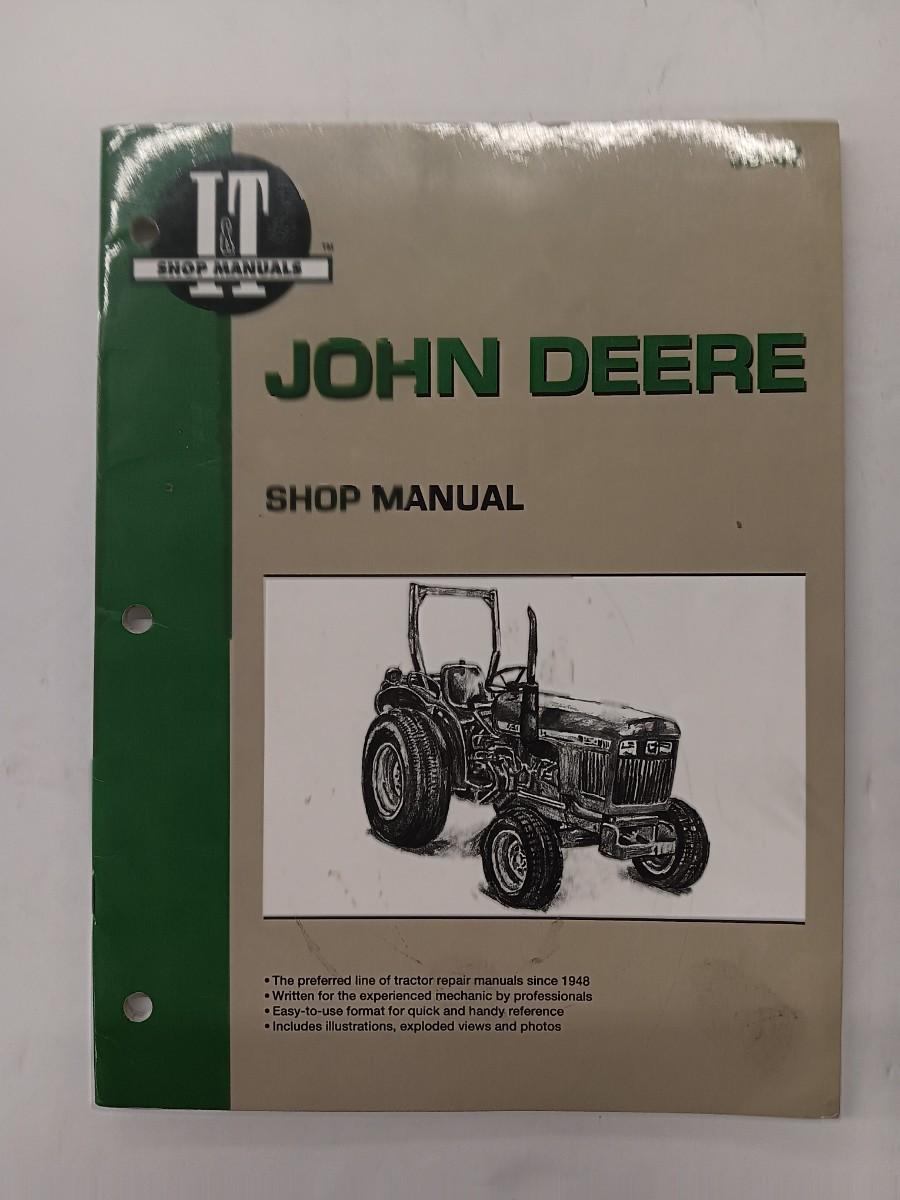 I&T
SHOP MANUALS
TM
JOHN DEERE
SHOP MANUAL
• The preferred line of tractor repair manuals since 1948
• Written for the experienced mechanic by professionals
• Easy-to-use format for quick and handy reference
• Includes illustrations, exploded views and photos